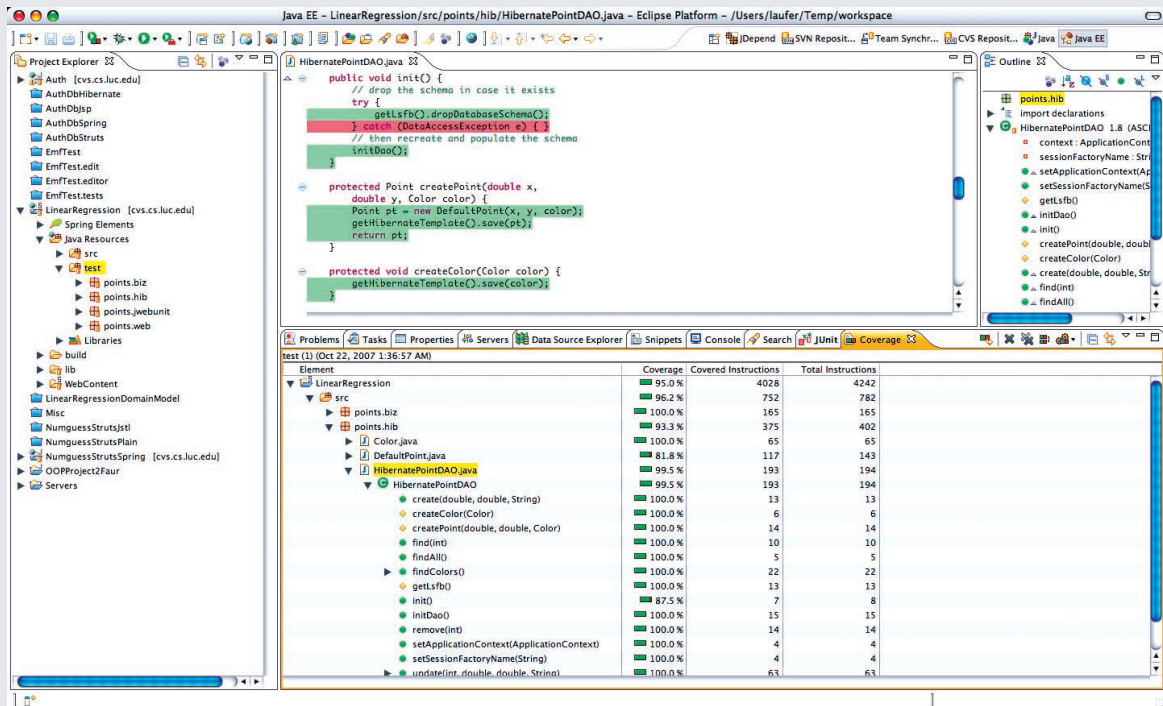 Java EE – LinearRegression/src/points/hib/HibernatePointDAO.java – Eclipse Platform – /Users/laufer/Temp/workspace
JDepend SVN Reposit... Team Synchr... CVS Reposit... Java Java EE
Project Explorer
Auth [cvs.cs.luc.edu]
AuthDbHibernate
AuthDbJsp
AuthDbSpring
AuthDbStruts
EmfTest
EmfTest.edit
EmfTest.editor
EmfTest.tests
LinearRegression [cvs.cs.luc.edu]
Spring Elements
Java Resources
src
test
points.biz
points.hib
points.jwebunit
points.web
Libraries
build
lib
WebContent
LinearRegressionDomainModel
Misc
NumguessStrutsJstl
NumguessStrutsPlain
NumguessStrutsSpring [cvs.cs.luc.edu]
OOPProject2Faur
Servers
HibernatePointDAO.java
public void init() {
// drop the schema in case it exists
try {
getLsfb().dropDatabaseSchema();
} catch (DataAccessException e) { }
// then recreate and populate the schema
initDao();
}
protected Point createPoint(double x,
double y, Color color) {
Point pt = new DefaultPoint(x, y, color);
getHibernateTemplate().save(pt);
return pt;
}
protected void createColor(Color color) {
getHibernateTemplate().save(color);
}
Outline
points.hib
import declarations
HibernatePointDAO 1.8 (ASCI
context : ApplicationCont
sessionFactoryName : Stri
setApplicationContext(Ap
setSessionFactoryName(S
getLsfb()
initDao()
init()
createPoint(double, doubl
createColor(Color)
create(double, double, Str
find(int)
findAll()
Problems Tasks Properties Servers Data Source Explorer Snippets Console Search JUnit Coverage
test (1) (Oct 22, 2007 1:36:57 AM)
Element Coverage Covered Instructions Total Instructions
LinearRegression 95.0 % 4028 4242
src 96.2 % 752 782
points.biz 100.0 % 165 165
points.hib 93.3 % 375 402
Color.java 100.0 % 65 65
DefaultPoint.java 81.8 % 117 143
HibernatePointDAO.java 99.5 % 193 194
HibernatePointDAO 99.5 % 193 194
create(double, double, String) 100.0 % 13 13
createColor(Color) 100.0 % 6 6
createPoint(double, double, Color) 100.0 % 14 14
find(int) 100.0 % 10 10
findAll() 100.0 % 5 5
findColors() 100.0 % 22 22
getLsfb() 100.0 % 13 13
init() 87.5 % 7 8
initDao() 100.0 % 15 15
remove(int) 100.0 % 14 14
setApplicationContext(ApplicationContext) 100.0 % 4 4
setSessionFactoryName(String) 100.0 % 4 4
update(int, double, double, String) 100.0 % 63 63